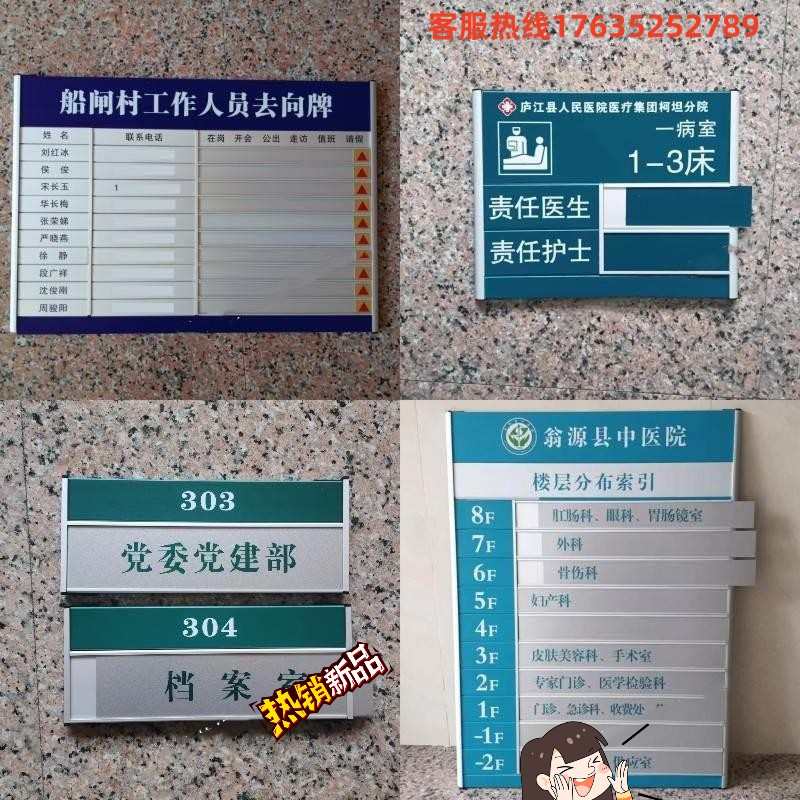 客服热线17635252789
船闸村工作人员去向牌
姓名 联系电话 在岗 开会 公出 走访 值班 请假
刘红冰
侯俊
宋长玉 1
华长梅
张荣娣
严晓燕
徐静
段广祥
沈俊刚
周骏阳
庐江县人民医院医疗集团柯坦分院
一病室
1-3床
责任医生
责任护士
303
党委党建部
304
档案室
热销新品
翁源县中医院
楼层分布索引
8F 肛肠科、眼科、胃肠镜室
7F 外科
6F 骨伤科
5F 妇产科
4F
3F 皮肤美容科、手术室
2F 专家门诊、医学检验科
1F 门诊、急诊科、收费处
-1F
-2F 供应室